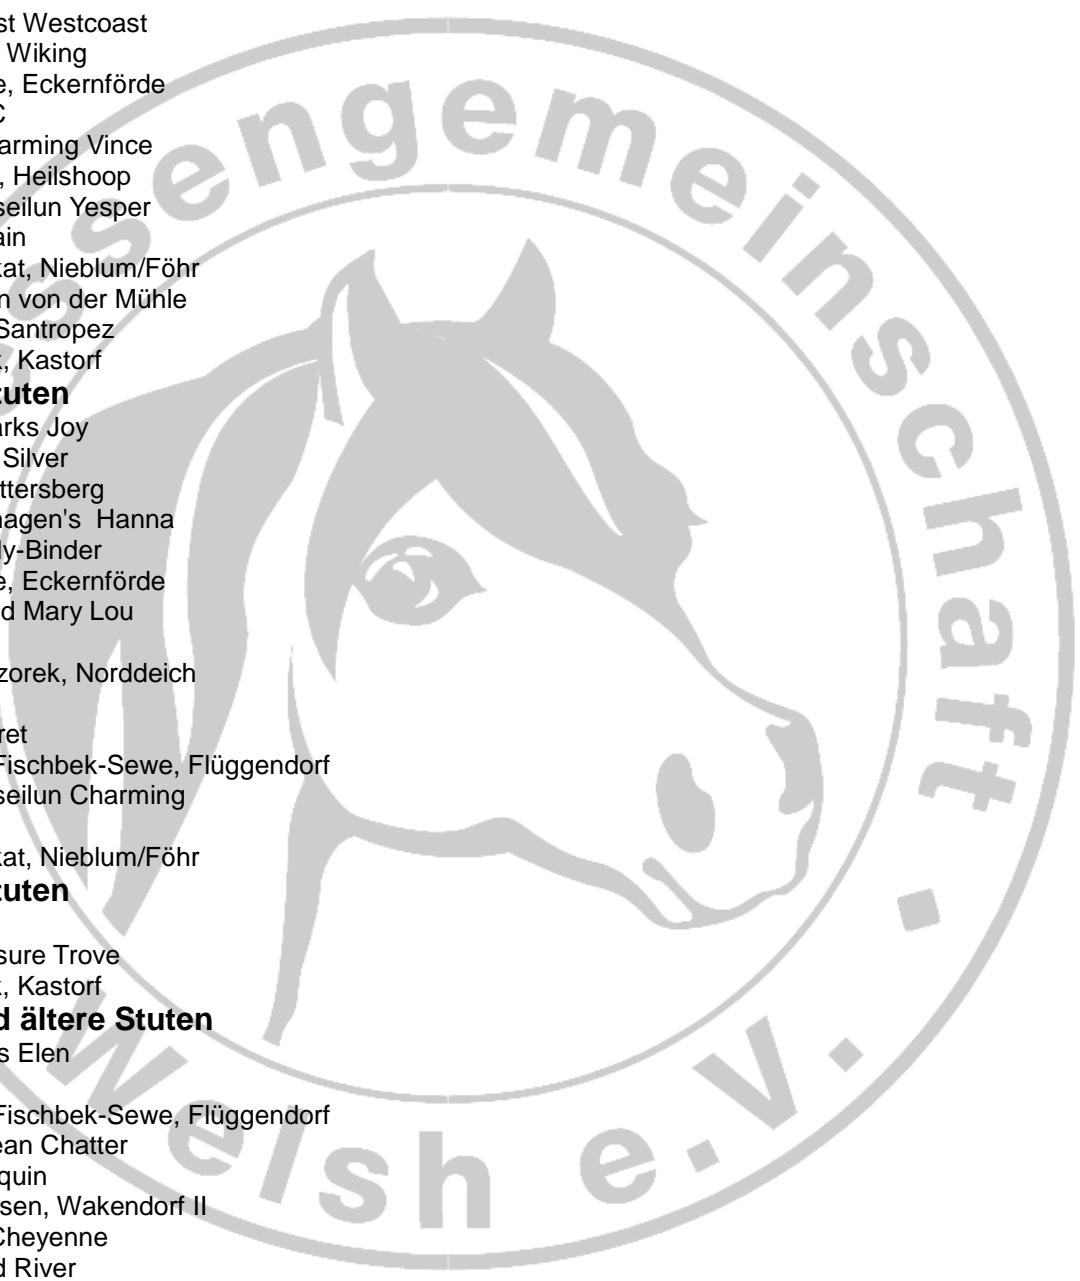 st Westcoast
Wiking
e, Eckernförde
C
arming Vince
, Heilshoop
seilun Yesper
ain
kat, Nieblum/Föhr
n von der Mühle
Santropez
k, Kastorf
tuten
arks Joy
Silver
ttersberg
hagen's Hanna
ly-Binder
e, Eckernförde
d Mary Lou
zorek, Norddeich
ret
Fischbek-Sewe, Flüggendorf
seilun Charming
kat, Nieblum/Föhr
tuten
sure Trove
k, Kastorf
d ältere Stuten
s Elen
Fischbek-Sewe, Flüggendorf
ean Chatter
quin
sen, Wakendorf II
Cheyenne
d River
ssengemeinschaft
Welsh e.V.